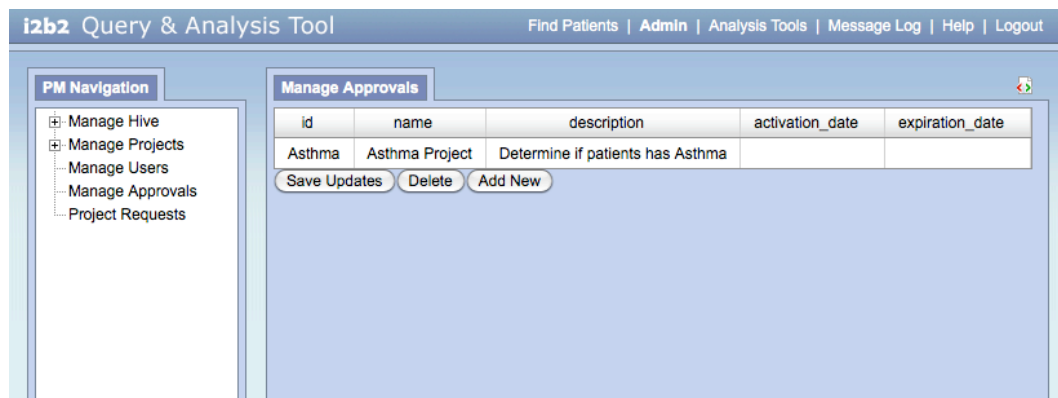 i2b2 Query & Analysis Tool
Find Patients | Admin | Analysis Tools | Message Log | Help | Logout
PM Navigation
Manage Hive
Manage Projects
Manage Users
Manage Approvals
Project Requests
Manage Approvals
id name description activation_date expiration_date
Asthma Asthma Project Determine if patients has Asthma
Save Updates Delete Add New